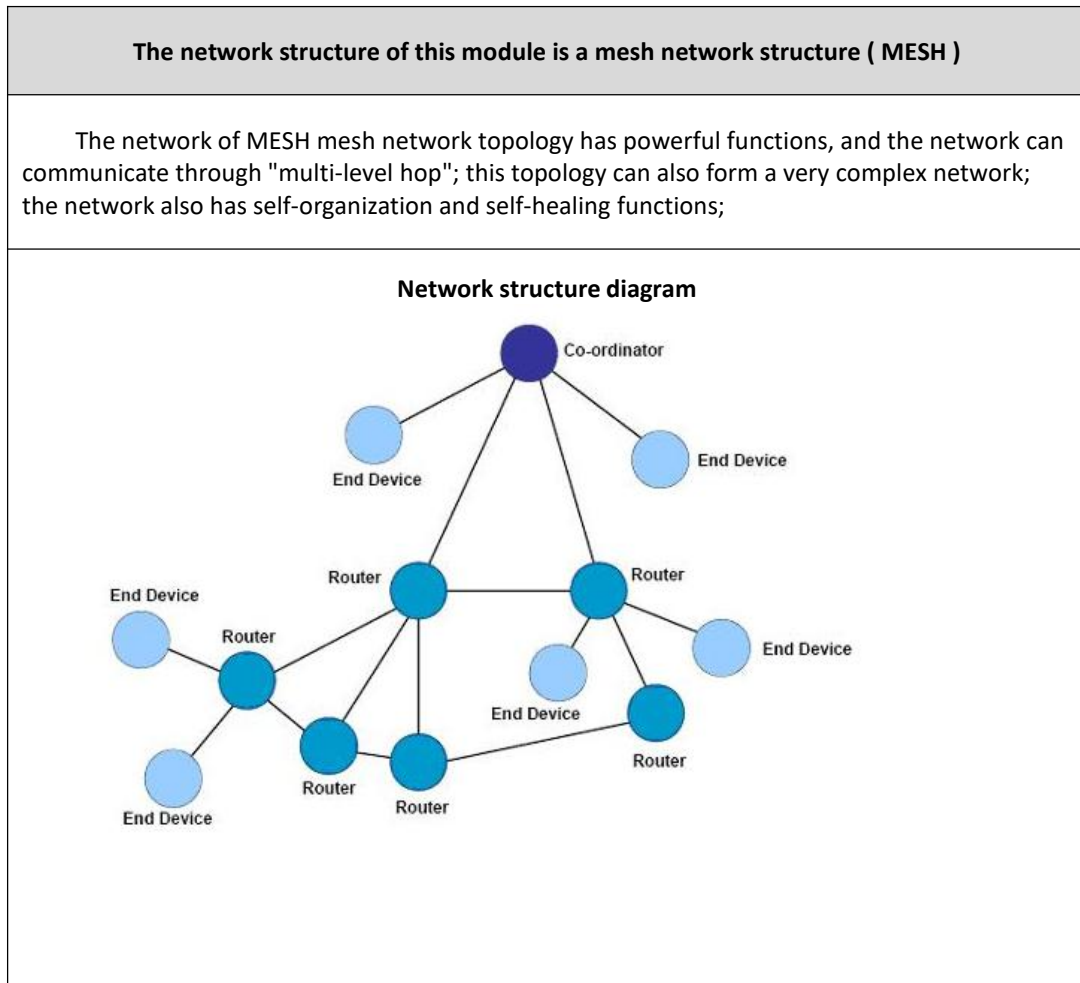 The network structure of this module is a mesh network structure ( MESH )
The network of MESH mesh network topology has powerful functions, and the network can
communicate through "multi-level hop"; this topology can also form a very complex network;
the network also has self-organization and self-healing functions;
Network structure diagram
Co-ordinator
End Device
End Device
Router
Router
End Device
Router
End Device
End Device
Router
Router
Router
End Device